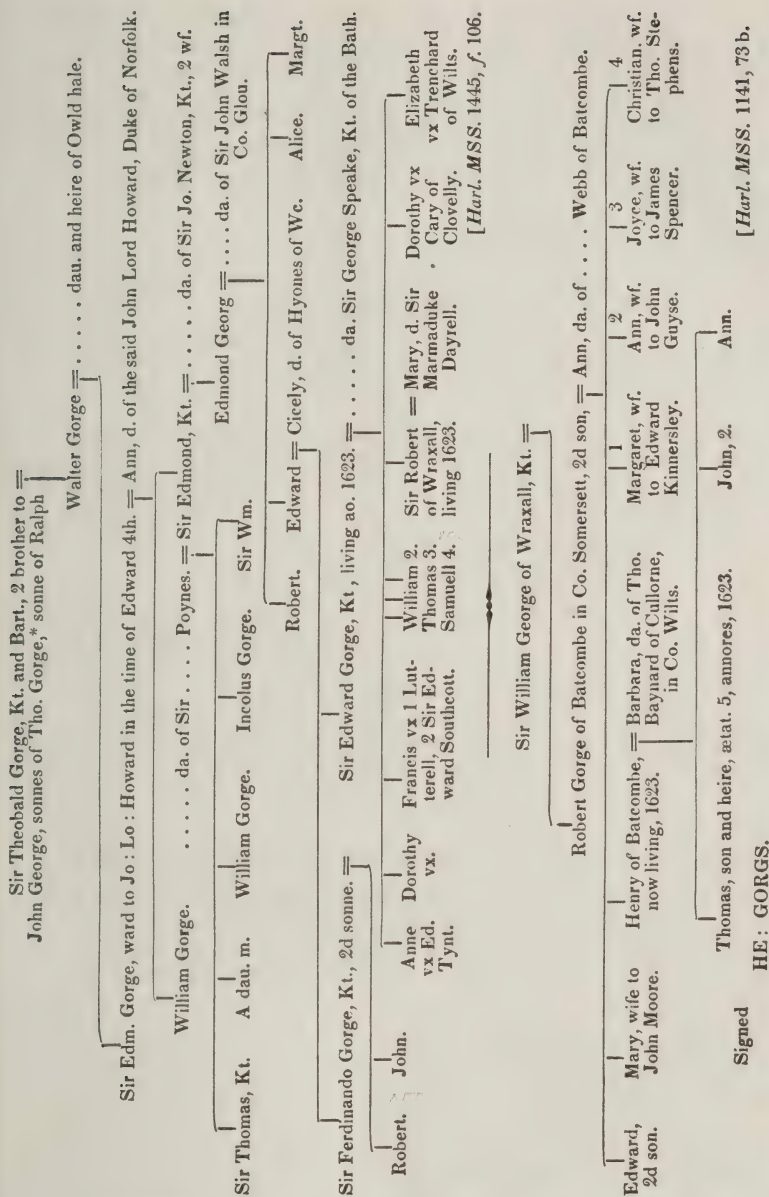 Sir Theobald Gorge, Kt. and Bart., 2 brother to =
John George, sonnes of Tho. Gorge,* sonne of Ralph
Walter Gorge = . . . . . dau. and heire of Owld hale.
Sir Edm. Gorge, ward to Jo : Lo : Howard in the time of Edward 4th. = Ann, d. of the said John Lord Howard, Duke of Norfolk.
William Gorge. . . . . . da. of Sir . . . . Poynes. = Sir Edmond, Kt. = . . . . . da. of Sir Jo. Newton, Kt., 2 wf.
Sir Thomas, Kt. A dau. m. William Gorge. Incolus Gorge. Sir Wm. Edmond Georg = . . . . da. of Sir John Walsh in
Co. Glou.
Robert. Edward = Cicely, d. of Hyones of Wc. Alice. Margt.
Sir Ferdinando Gorge, Kt., 2d sonne. = Sir Edward Gorge, Kt, living ao. 1623. = . . . . . da. Sir George Speake, Kt. of the Bath.
Robert. John.
Anne
vx Ed.
Tynt.
Dorothy
vx.
Francis vx 1 Lut-
terell, 2 Sir Ed-
ward Southcott.
William 2.
Thomas 3.
Samuell 4.
Sir Robert
of Wraxall,
living 1623.
= Mary, d. Sir
Marmaduke
Dayrell.
Dorothy vx
Cary of
Clovelly.
Elizabeth
vx Trenchard
of Wilts.
[Harl. MSS. 1445, f. 106.
Sir William George of Wraxall, Kt. =
Robert Gorge of Batcombe in Co. Somersett, 2d son, = Ann, da. of . . . . Webb of Batcombe.
Edward,
2d son.
Mary, wife to
John Moore.
Henry of Batcombe,
now living, 1623.
= Barbara, da. of Tho.
Baynard of Cullorne,
in Co. Wilts.
1
Margaret, wf.
to Edward
Kinnersley.
2
Ann, wf.
to John
Guyse.
3
Joyce, wf.
to James
Spencer.
4
Christian. wf.
to Tho. Ste-
phens.
Thomas, son and heire, ætat. 5, annores, 1623. John, 2. Ann.
Signed
HE: GORGS.
[Harl. MSS. 1141, 73 b.